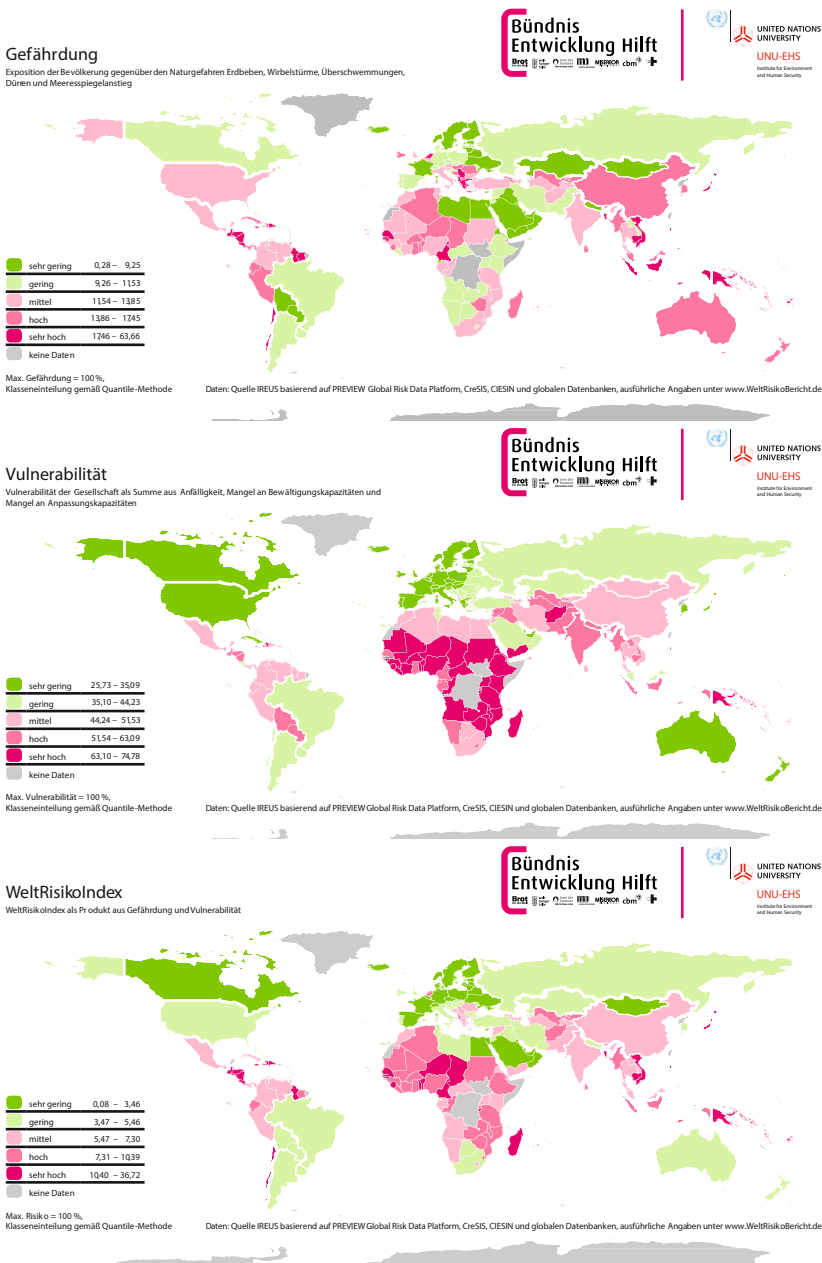 Bündnis
Entwicklung Hilft
UNITED NATIONS
UNIVERSITY
UNU-EHS
Institute for Environment
and Human Security
Gefährdung
Exposition der Bevölkerung gegenüber den Naturgefahren Erdbeben, Wirbelstürme, Überschwemmungen,
Dürren und Meeresspiegelanstieg
Brot
MISEREOR cbm
sehr gering 0,28 – 9,25
gering 9,26 – 11,53
mittel 11,54 – 13,85
hoch 13,86 – 17,45
sehr hoch 17,46 – 63,66
keine Daten
Max. Gefährdung = 100 %,
Klasseneinteilung gemäß Quantile-Methode
Daten: Quelle IREUS basierend auf PREVIEW Global Risk Data Platform, CReSIS, CIESIN und globalen Datenbanken, ausführliche Angaben unter www.WeltRisikoBericht.de
Bündnis
Entwicklung Hilft
UNITED NATIONS
UNIVERSITY
UNU-EHS
Institute for Environment
and Human Security
Vulnerabilität
Vulnerabilität der Gesellschaft als Summe aus Anfälligkeit, Mangel an Bewältigungskapazitäten und
Mangel an Anpassungskapazitäten
Brot
MISEREOR cbm
sehr gering 25,73 – 35,09
gering 35,10 – 44,23
mittel 44,24 – 51,53
hoch 51,54 – 63,09
sehr hoch 63,10 – 74,78
keine Daten
Max. Vulnerabilität = 100 %,
Klasseneinteilung gemäß Quantile-Methode
Daten: Quelle IREUS basierend auf PREVIEW Global Risk Data Platform, CReSIS, CIESIN und globalen Datenbanken, ausführliche Angaben unter www.WeltRisikoBericht.de
Bündnis
Entwicklung Hilft
UNITED NATIONS
UNIVERSITY
UNU-EHS
Institute for Environment
and Human Security
WeltRisikoIndex
WeltRisikoIndex als Produkt aus Gefährdung und Vulnerabilität
Brot
MISEREOR cbm
sehr gering 0,08 – 3,46
gering 3,47 – 5,46
mittel 5,47 – 7,30
hoch 7,31 – 10,39
sehr hoch 10,40 – 36,72
keine Daten
Max. Risiko = 100 %,
Klasseneinteilung gemäß Quantile-Methode
Daten: Quelle IREUS basierend auf PREVIEW Global Risk Data Platform, CReSIS, CIESIN und globalen Datenbanken, ausführliche Angaben unter www.WeltRisikoBericht.de